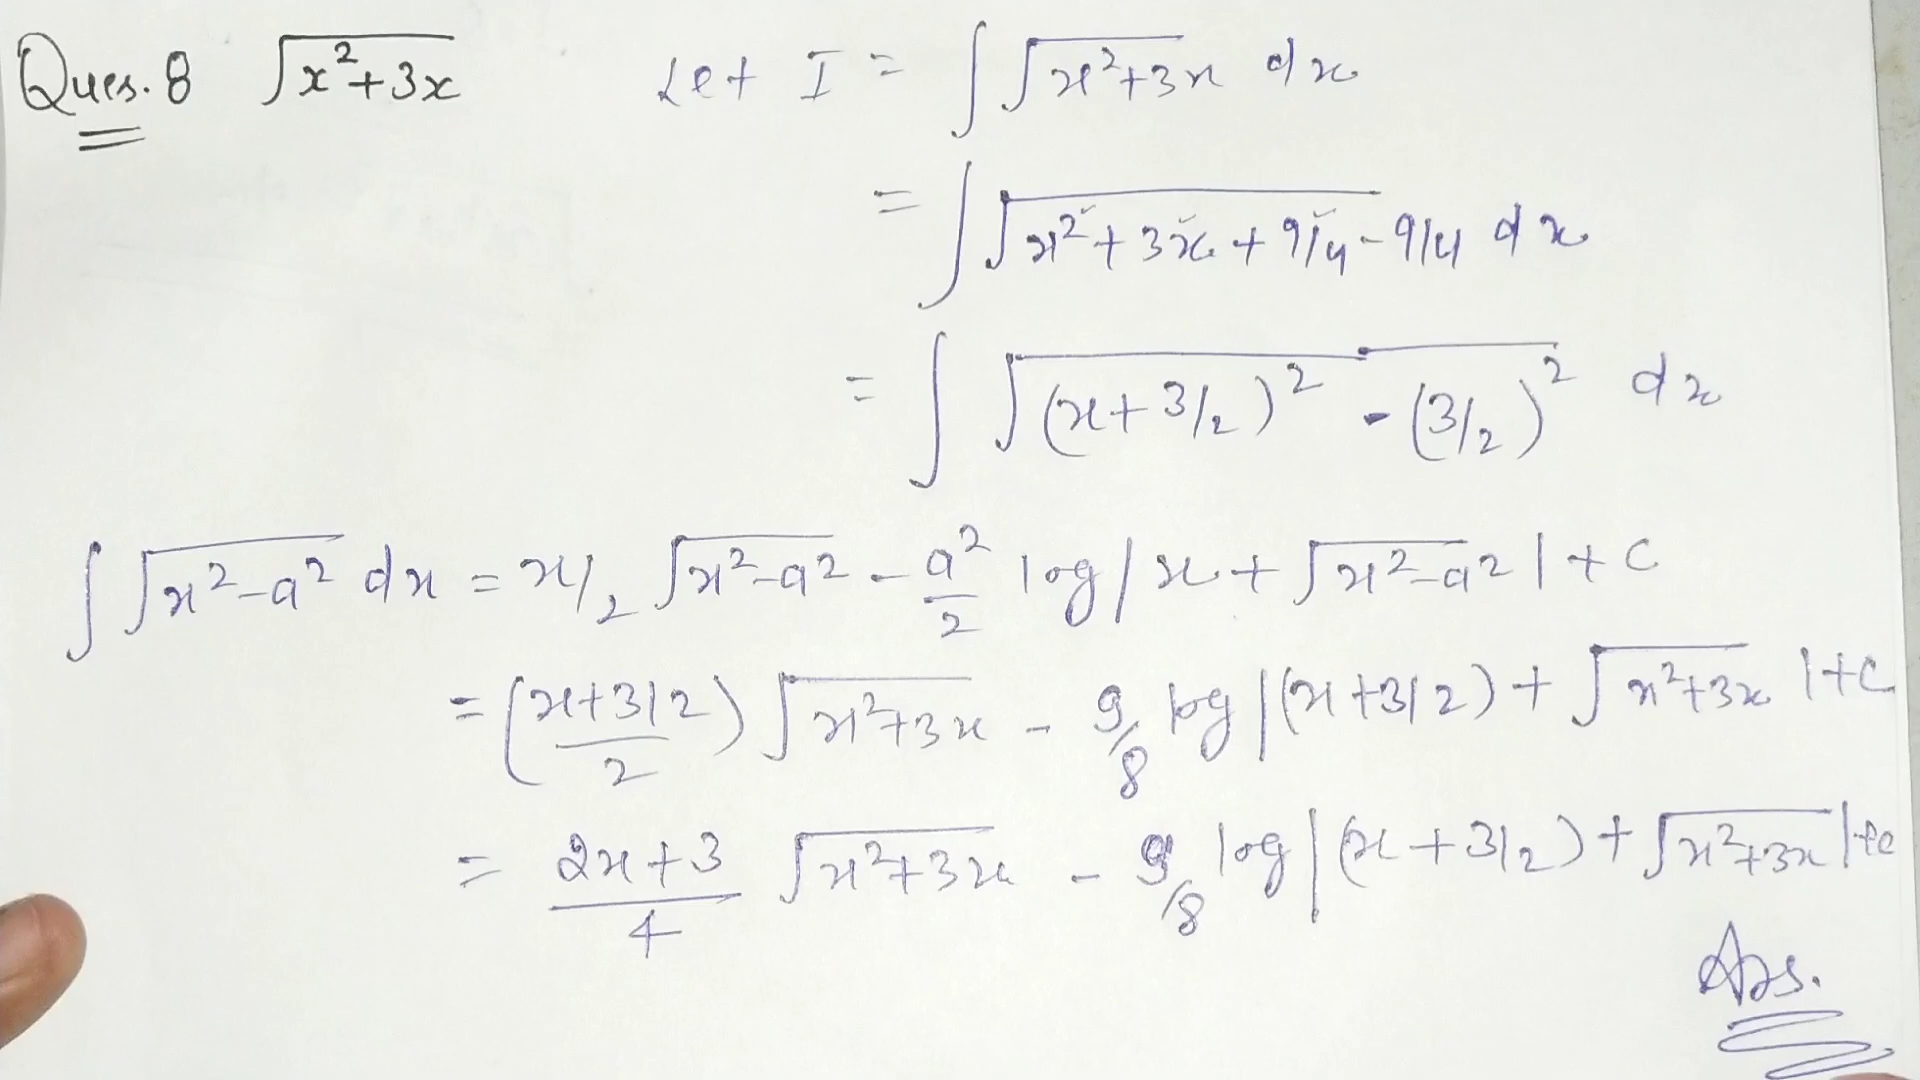 Ques. 8 √(x²+3x) Let I = ∫ √(x²+3x) dx
= ∫ √(x²+3x+9/4-9/4) dx
= ∫ √((x+3/2)² - (3/2)²) dx
∫ √(x²-a²) dx = x/2 √(x²-a²) - a²/2 log|x+√(x²-a²)|+c
= ((x+3/2)/2) √(x²+3x) - 9/8 log|(x+3/2)+√(x²+3x)|+c
= (2x+3)/4 √(x²+3x) - 9/8 log|(x+3/2)+√(x²+3x)|+c
Ans.